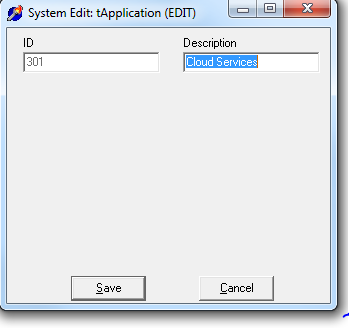 System Edit: tApplication (EDIT)
ID Description
301 Cloud Services
Save Cancel